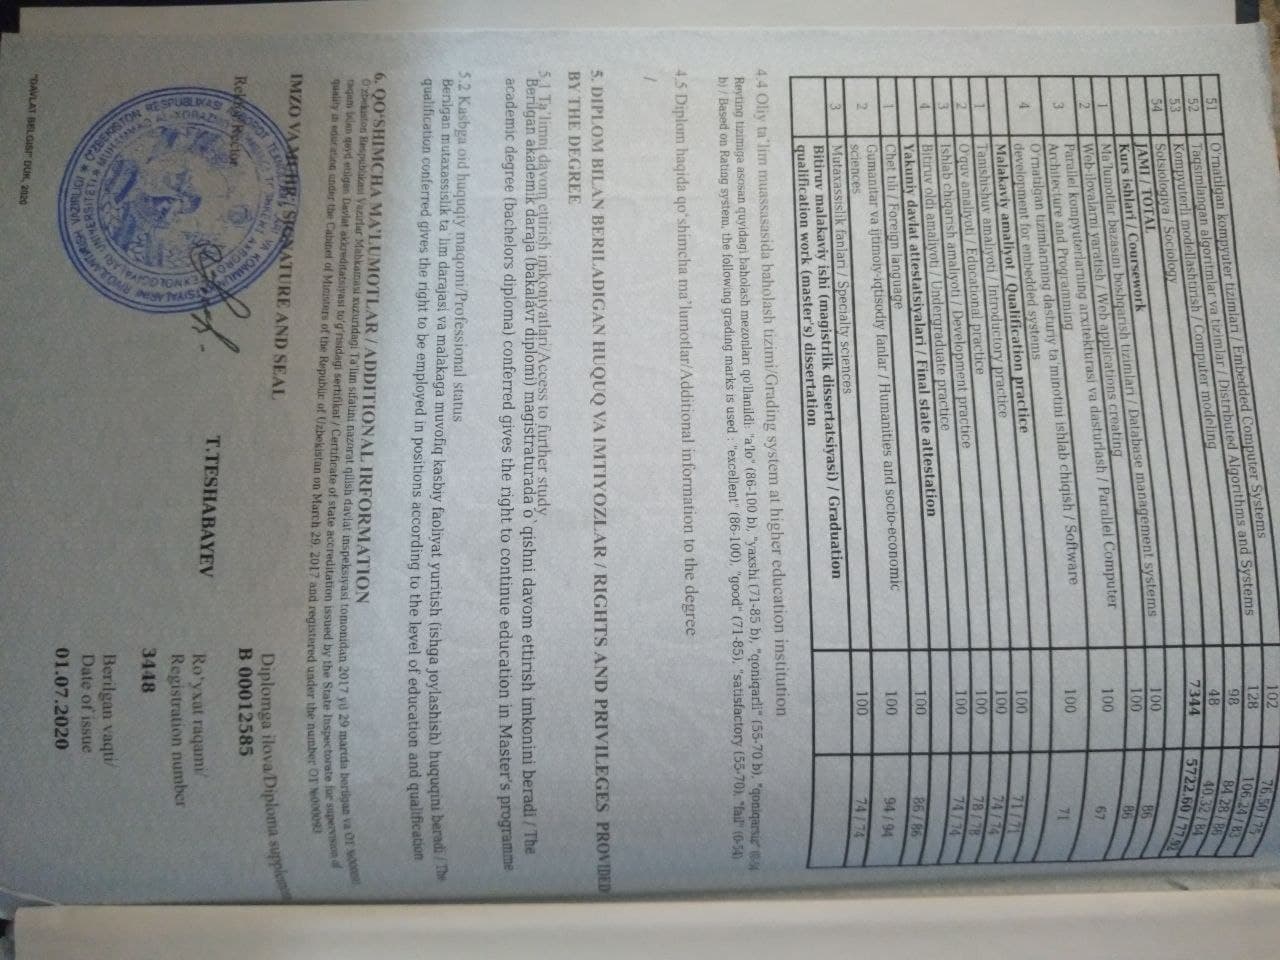 51 O'rnatilgan kompyuter tizimlari / Embedded Computer Systems 102 76.50 / 75
52 Taqsimlangan algoritmlar va tizimlar / Distributed Algorithms and Systems 128 106.24 / 83
53 Kompyuterli modellashtirish / Computer modeling 98 84.28 / 86
54 Sotsiologiya / Sociology 48 40.32 / 84
JAMI / TOTAL 7344 5722.60 / 77.92
Kurs ishlari / Coursework
1 Ma'lumotlar bazasini boshqarish tizimlari / Database management systems 100 86
2 Web-ilovalarni yaratish / Web applications creating 100 86
3 Parallel kompyuterlarning arxitekturasi va dasturlash / Parallel Computer
Architecture and Programming 100 67
4 O'rnatilgan tizimlarning dasturiy ta'minotini ishlab chiqish / Software
development for embedded systems 100 71
Malakaviy amaliyot / Qualification practice
1 Tanishishuv amaliyoti / Introductory practice 100 71 / 71
2 O'quv amaliyoti / Educational practice 100 74 / 74
3 Ishlab chiqarish amaliyoti / Development practice 100 78 / 78
4 Bitiruv oldi amaliyoti / Undergraduate practice 100 74 / 74
Yakuniy davlat attestatsiyalari / Final state attestation
1 Chet tili / Foreign language 100 86 / 86
2 Gumanitar va ijtimoiy-iqtisodiy fanlar / Humanities and socio-economic
sciences 100 94 / 94
3 Mutaxassislik fanlari / Specialty sciences 100 74 / 74
Bitiruv malakaviy ishi (magistrlik dissertatsiyasi) / Graduation
qualification work (master's) dissertation
4.4 Oliy ta'lim muassasasida baholash tizimi/Grading system at higher education institution
Reyting tizimiga asosan quyidagi baholash mezonlari qo'llanildi: "a'lo" (86-100 b), "yaxshi (71-85 b), "qoniqarli" (55-70 b), "qoniqarsiz" (0-54
b) / Based on Rating system, the following grading marks is used : "excellent" (86-100), "good" (71-85), "satisfactory (55-70), "fail" (0-54)
4.5 Diplom haqida qo'shimcha ma'lumotlar/Additional information to the degree
/
5. DIPLOM BILAN BERILADIGAN HUQUQ VA IMTIYOZLAR / RIGHTS AND PRIVILEGES PROVIDED
BY THE DEGREE
5.1 Ta'limni davom ettirish imkoniyatlari/Access to further study
Berilgan akademik daraja (bakalavr diplomi) magistraturada o`qishni davom ettirish imkonini beradi / The
academic degree (bachelors diploma) conferred gives the right to continue education in Master's programme
5.2 Kasbga oid huquqiy maqomi/Professional status
Berilgan mutaxassislik ta`lim darajasi va malakaga muvofiq kasbiy faoliyat yuritish (ishga joylashish) huquqini beradi / The
qualification conferred gives the right to be employed in positions according to the level of education and qualification
6. QO'SHIMCHA MA'LUMOTLAR / ADDITIONAL IRFORMATION
O'zbekiston Respublikasi Vazirlar Mahkamasi xuzuridagi Ta'lim sifatini nazorat qilish davlat inspeksiyasi tomonidan 2017 yil 29 martda berilgan va OT
raqam bilan qayd etilgan Davlat akkreditatsiyasi to'g'risidagi sertifikat / Certificate of state accreditation issued by the State Inspectorate for supervision of
quality in education under the Cabinet of Ministers of the Republic of Uzbekistan on March 29, 2017 and registered under the number OT №00093
IMZO VA MUHR / SIGNATURE AND SEAL
Rektor/Rector
T.TESHABAYEV
Diplomga ilova/Diploma supplement
B 00012585
Ro'yxat raqami/
Registration number
3448
Berilgan vaqti/
Date of issue
01.07.2020
"DAVLAT BELGISI" DUK, 2020